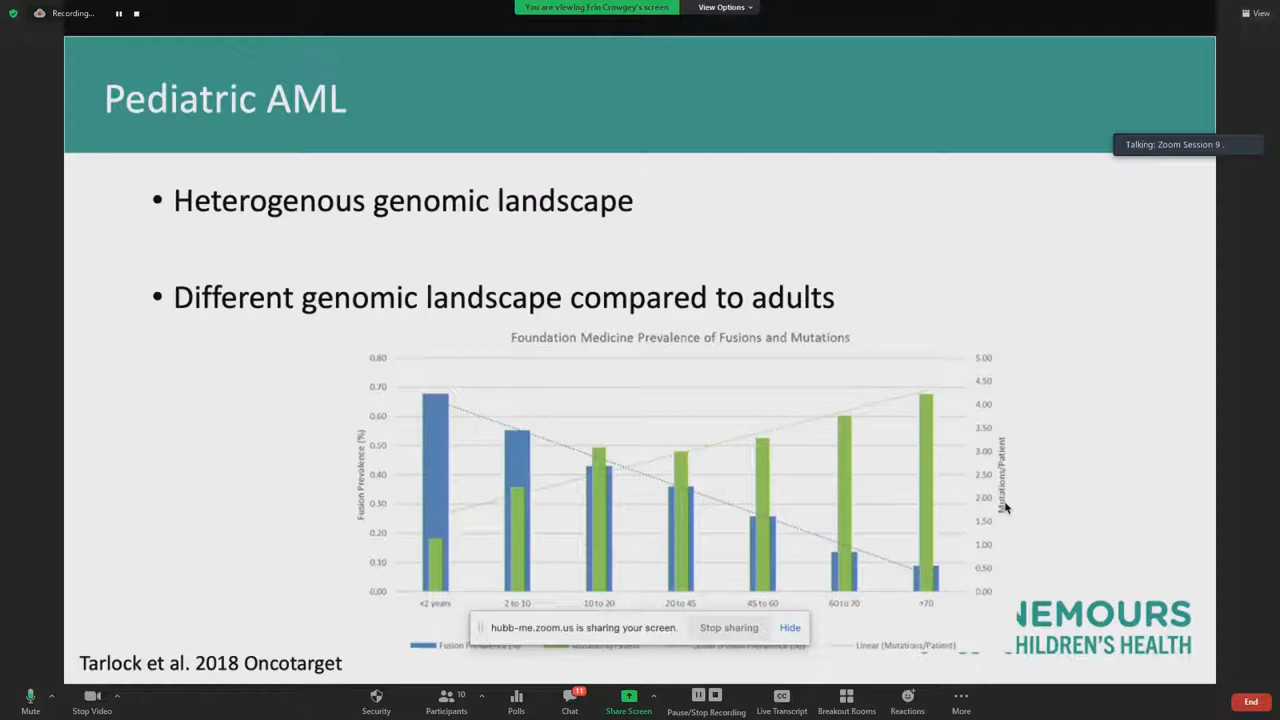 Recording...
You are viewing Erin Crowgey's screen
View Options
View
Pediatric AML
Talking: Zoom Session 9 .
• Heterogenous genomic landscape
• Different genomic landscape compared to adults
Foundation Medicine Prevalence of Fusions and Mutations
0.80
0.70
0.60
0.50
0.40
0.30
0.20
0.10
0.00
Fusion Prevalence (%)
5.00
4.50
4.00
3.50
3.00
2.50
2.00
1.50
1.00
0.50
0.00
Mutations/Patient
<2 years
2 to 10
10 to 20
20 to 45
45 to 60
60 to 70
>70
hubb-me.zoom.us is sharing your screen.
Stop sharing
Hide
Linear (Mutations/Patient)
NEMOURS
HILDREN'S HEALTH
Tarlock et al. 2018 Oncotarget
Mute
Stop Video
Security
Participants
10
Polls
Chat
11
Share Screen
Pause/Stop Recording
CC
Live Transcript
Breakout Rooms
Reactions
More
End